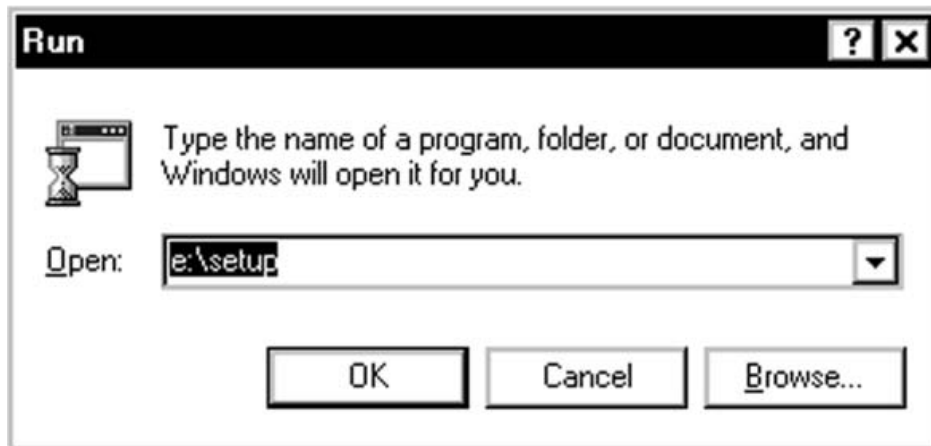 Run
Type the name of a program, folder, or document, and
Windows will open it for you.
Open: e:\setup
OK Cancel Browse...